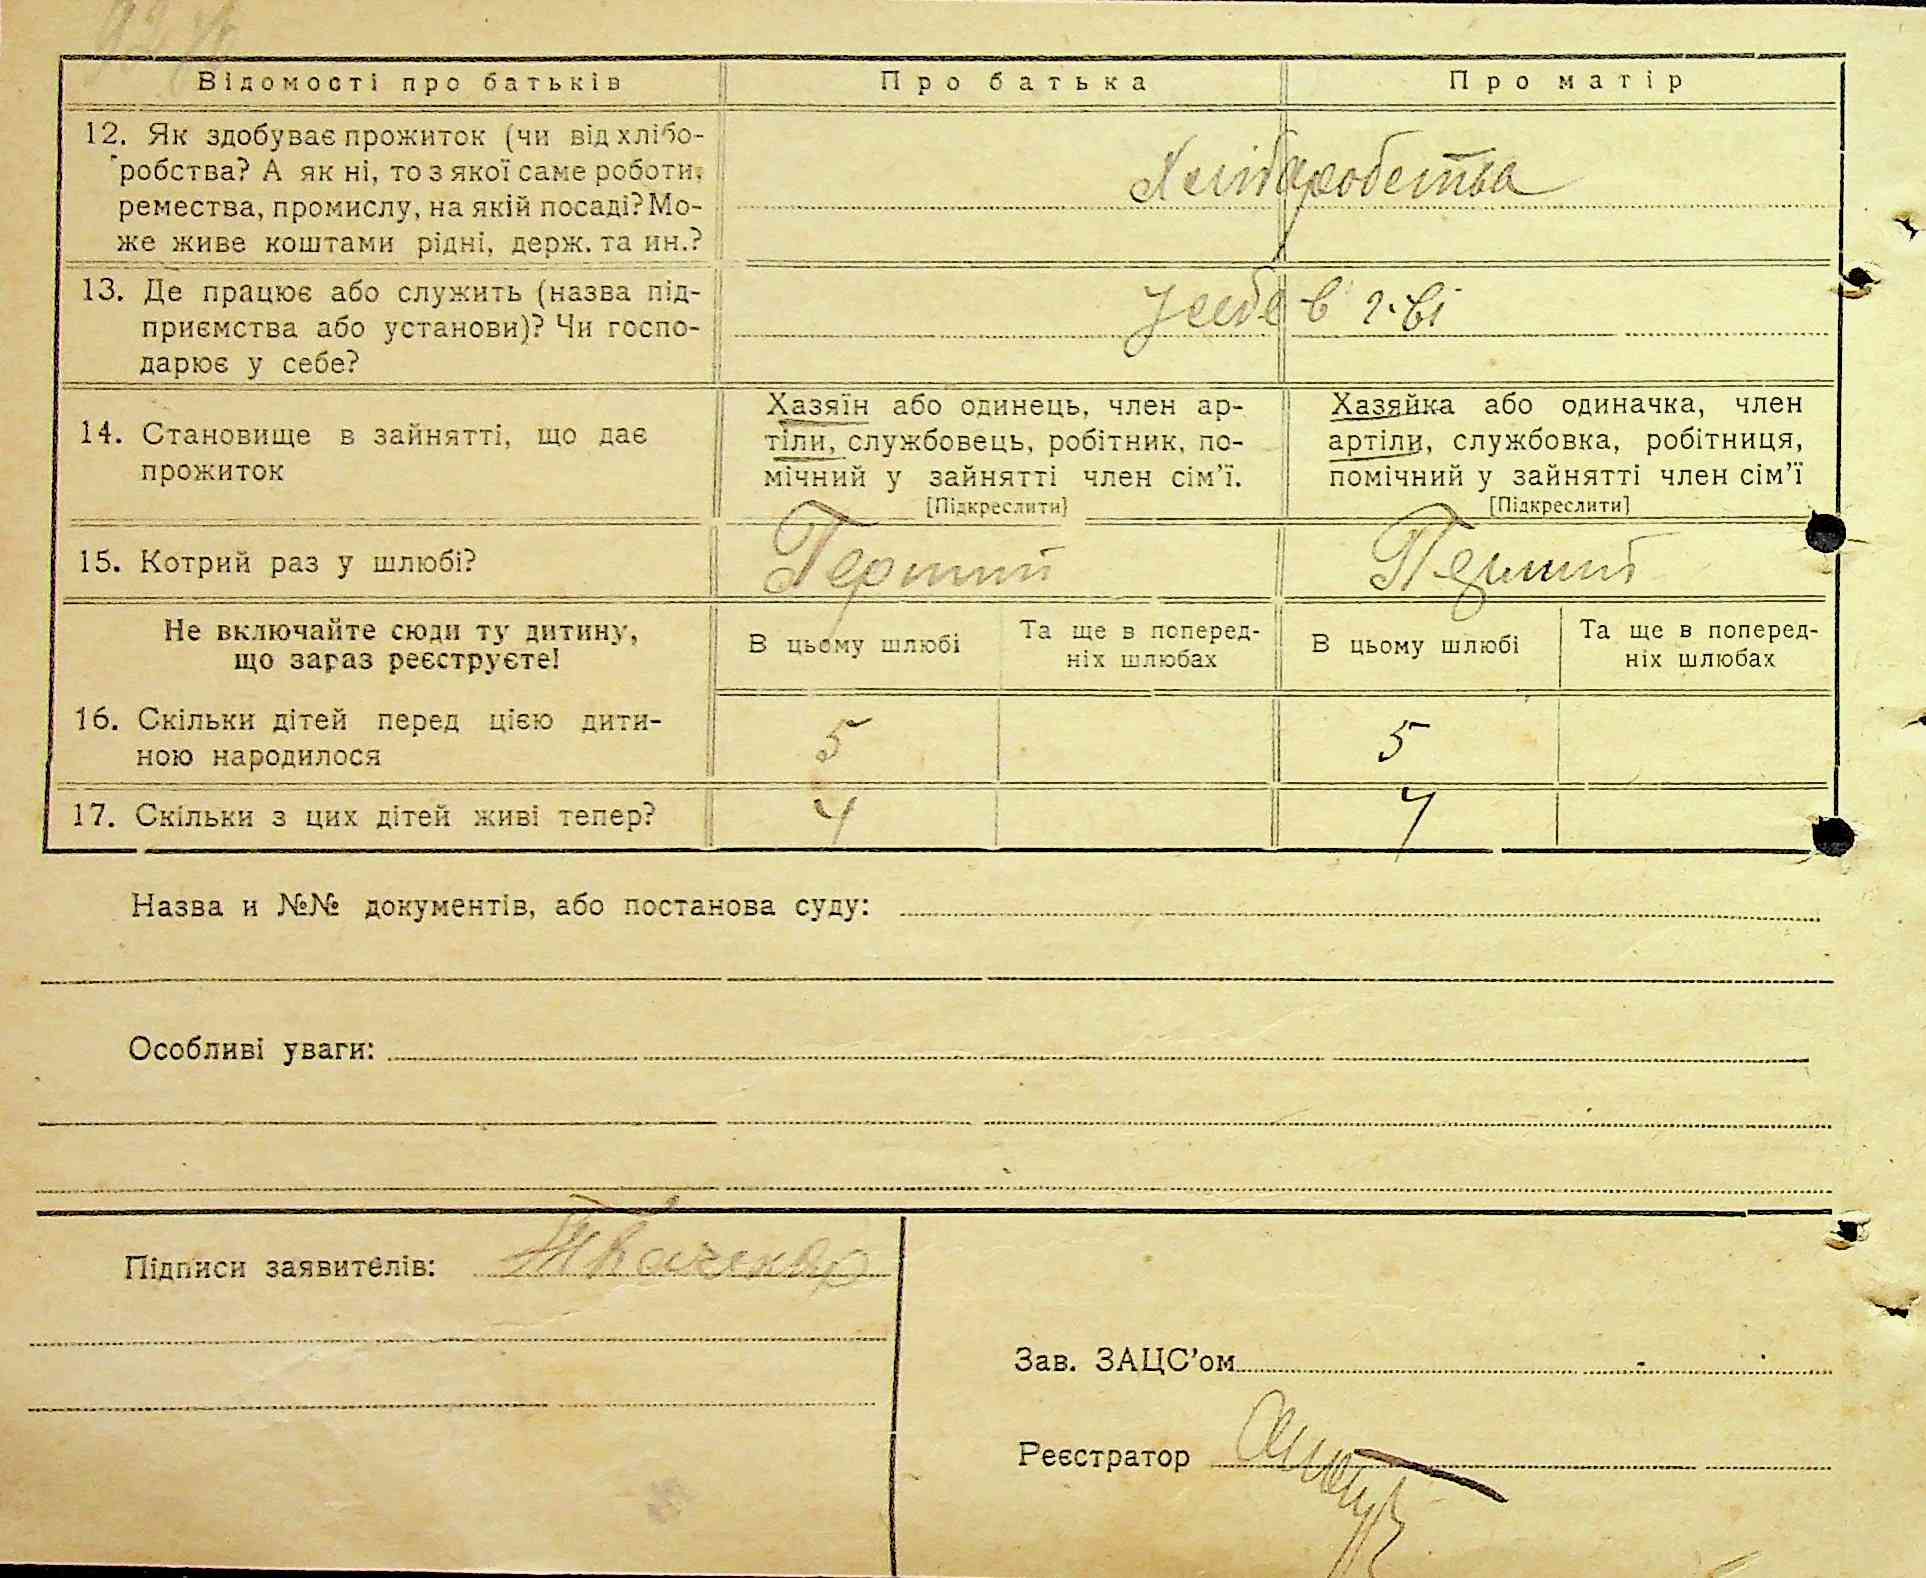 Відомості про батьків
Про батька
Про матір
12. Як здобуває прожиток (чи від хлібо-
робства? А як ні, то з якої саме роботи,
ремества, промислу, на якій посаді? Мо-
же живе коштами рідні, держ. та ин.?
Хлібаробства
13. Де працює або служить (назва під-
приємства або установи)? Чи госпо-
дарює у себе?
У себе в г-ві
14. Становище в зайнятті, що дає
прожиток
Хазяїн або одинець, член ар-
тіли, службовець, робітник, по-
мічний у зайнятті член сім’ї.
[Підкреслити]
Хазяйка або одиначка, член
артіли, службовка, робітниця,
помічний у зайнятті член сім’ї
[Підкреслити]
15. Котрий раз у шлюбі?
Перший
Перший
Не включайте сюди ту дитину,
що зараз реєструєте!
В цьому шлюбі
Та ще в поперед-
ніх шлюбах
В цьому шлюбі
Та ще в поперед-
ніх шлюбах
16. Скільки дітей перед цією дити-
ною народилося
5
5
17. Скільки з цих дітей живі тепер?
4
4
Назва и №№ документів, або постанова суду:
Особливі уваги:
Підписи заявителів: Ткаченко
Зав. ЗАЦС’ом
Реєстратор